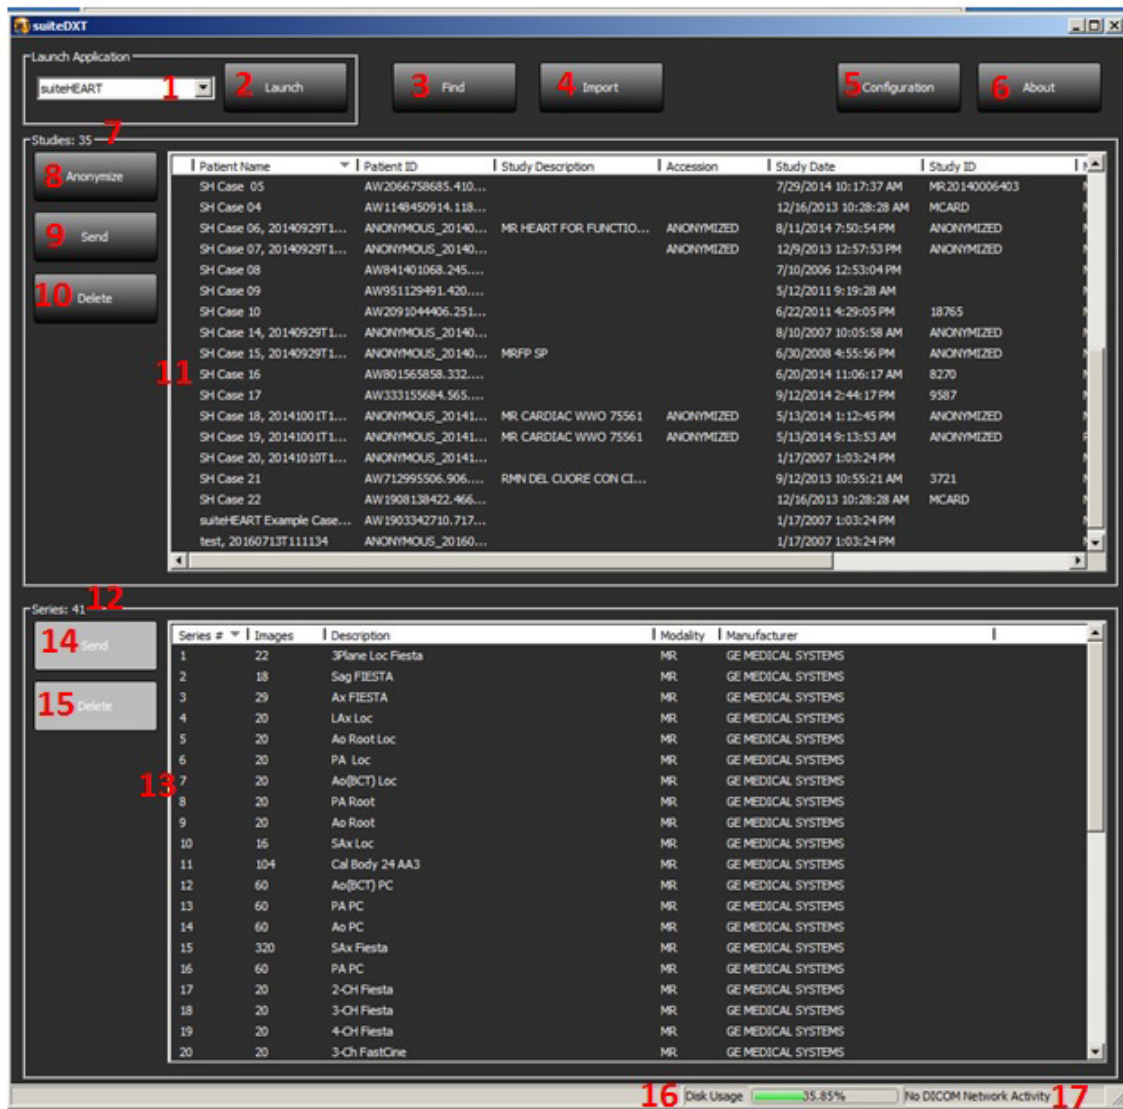 suiteDXT
Launch Application
suiteHEART 1 2 Launch 3 Find 4 Import 5 Configuration 6 About
Studies: 35 7
8 Anonymize
9 Send
10 Delete
11
Patient Name Patient ID Study Description Accession Study Date Study ID
SH Case 05 AW2066758685.410... 7/29/2014 10:17:37 AM MR20140006403
SH Case 04 AW1148450914.118... 12/16/2013 10:28:28 AM MCARD
SH Case 06, 20140929T1... ANONYMOUS_20140... MR HEART FOR FUNCTIO... ANONYMIZED 8/11/2014 7:50:54 PM ANONYMIZED
SH Case 07, 20140929T1... ANONYMOUS_20140... ANONYMIZED 12/9/2013 12:57:53 PM ANONYMIZED
SH Case 08 AW841401068.245.... 7/10/2006 12:53:04 PM
SH Case 09 AW951129491.420.... 5/12/2011 9:19:28 AM
SH Case 10 AW2091044406.251... 6/22/2011 4:29:05 PM 18765
SH Case 14, 20140929T1... ANONYMOUS_20140... 8/10/2007 10:05:58 AM ANONYMIZED
SH Case 15, 20140929T1... ANONYMOUS_20140... MRFP SP 6/30/2008 4:55:56 PM ANONYMIZED
SH Case 16 AW801565858.332.... 6/20/2014 11:06:17 AM 8270
SH Case 17 AW333155684.565.... 9/12/2014 2:44:17 PM 9587
SH Case 18, 20141001T1... ANONYMOUS_20141... MR CARDIAC WWO 75561 ANONYMIZED 5/13/2014 1:12:45 PM ANONYMIZED
SH Case 19, 20141001T1... ANONYMOUS_20141... MR CARDIAC WWO 75561 ANONYMIZED 5/13/2014 9:13:53 AM ANONYMIZED
SH Case 20, 20141010T1... ANONYMOUS_20141... 1/17/2007 1:03:24 PM
SH Case 21 AW712995506.906.... RMN DEL CUORE CON CI... 9/12/2013 10:55:21 AM 3721
SH Case 22 AW1908138422.466... 12/16/2013 10:28:28 AM MCARD
suiteHEART Example Case... AW1903342710.717... 1/17/2007 1:03:24 PM
test, 20160713T111134 ANONYMOUS_20160... 1/17/2007 1:03:24 PM
Series: 41 12
14 Send
15 Delete
13
Series # Images Description Modality Manufacturer
1 22 3Plane Loc Fiesta MR GE MEDICAL SYSTEMS
2 18 Sag FIESTA MR GE MEDICAL SYSTEMS
3 29 Ax FIESTA MR GE MEDICAL SYSTEMS
4 20 LAx Loc MR GE MEDICAL SYSTEMS
5 20 Ao Root Loc MR GE MEDICAL SYSTEMS
6 20 PA Loc MR GE MEDICAL SYSTEMS
7 20 Ao(BCT) Loc MR GE MEDICAL SYSTEMS
8 20 PA Root MR GE MEDICAL SYSTEMS
9 20 Ao Root MR GE MEDICAL SYSTEMS
10 16 SAx Loc MR GE MEDICAL SYSTEMS
11 104 Cal Body 24 AA3 MR GE MEDICAL SYSTEMS
12 60 Ao(BCT) PC MR GE MEDICAL SYSTEMS
13 60 PA PC MR GE MEDICAL SYSTEMS
14 60 Ao PC MR GE MEDICAL SYSTEMS
15 320 SAx Fiesta MR GE MEDICAL SYSTEMS
16 60 PA PC MR GE MEDICAL SYSTEMS
17 20 2-CH Fiesta MR GE MEDICAL SYSTEMS
18 20 3-CH Fiesta MR GE MEDICAL SYSTEMS
19 20 4-CH Fiesta MR GE MEDICAL SYSTEMS
20 20 3-Ch FastCine MR GE MEDICAL SYSTEMS
16 Disk Usage 35.85% No DICOM Network Activity 17